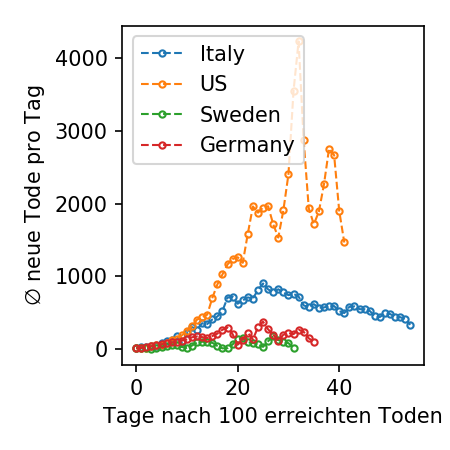 Italy
US
Sweden
Germany
∅ neue Tode pro Tag
4000
3000
2000
1000
0
0 20 40
Tage nach 100 erreichten Toden